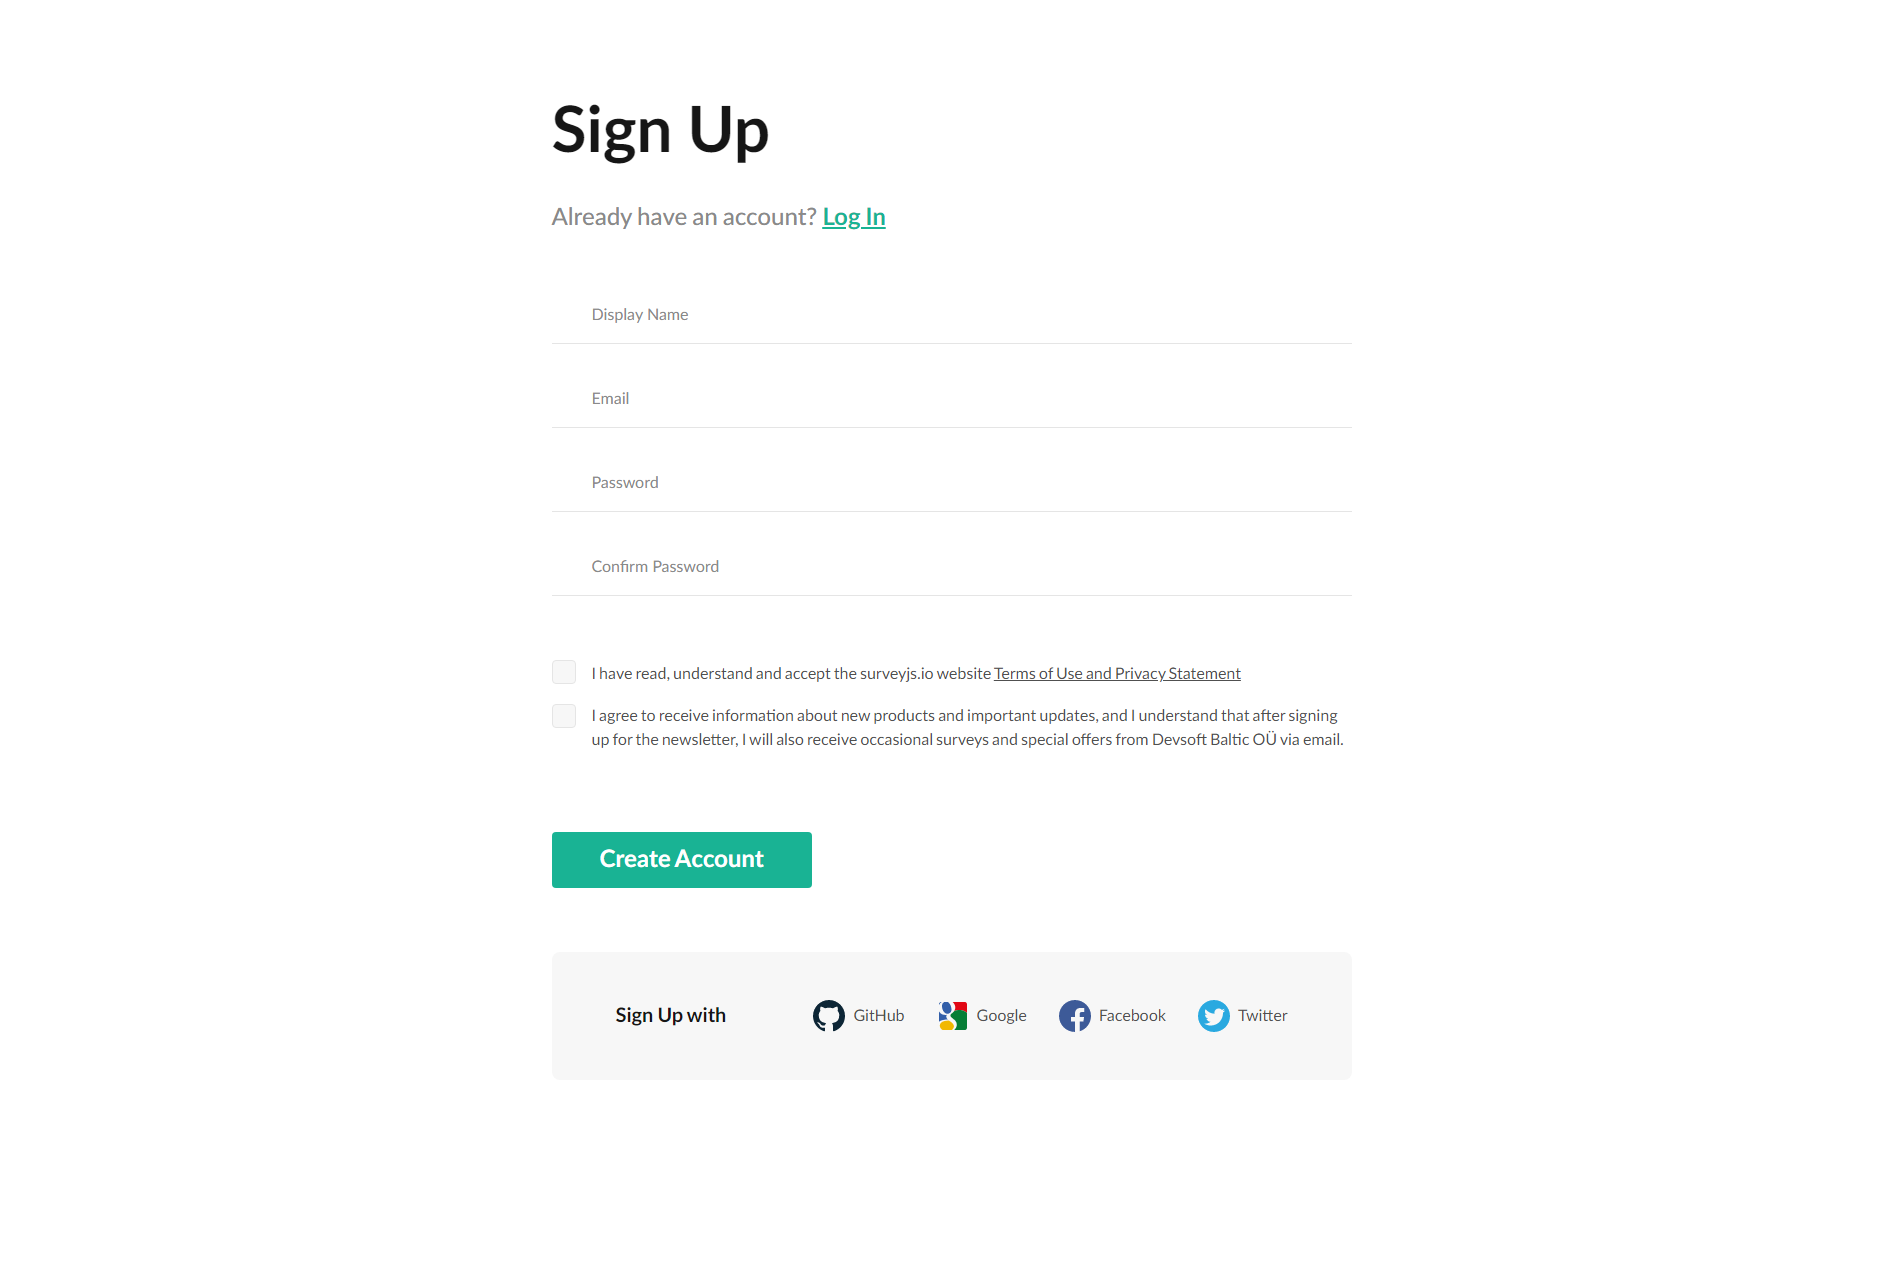 Sign Up
Already have an account? Log In
Display Name
Email
Password
Confirm Password
I have read, understand and accept the surveyjs.io website Terms of Use and Privacy Statement
I agree to receive information about new products and important updates, and I understand that after signing
up for the newsletter, I will also receive occasional surveys and special offers from Devsoft Baltic OÜ via email.
Create Account
Sign Up with GitHub Google Facebook Twitter